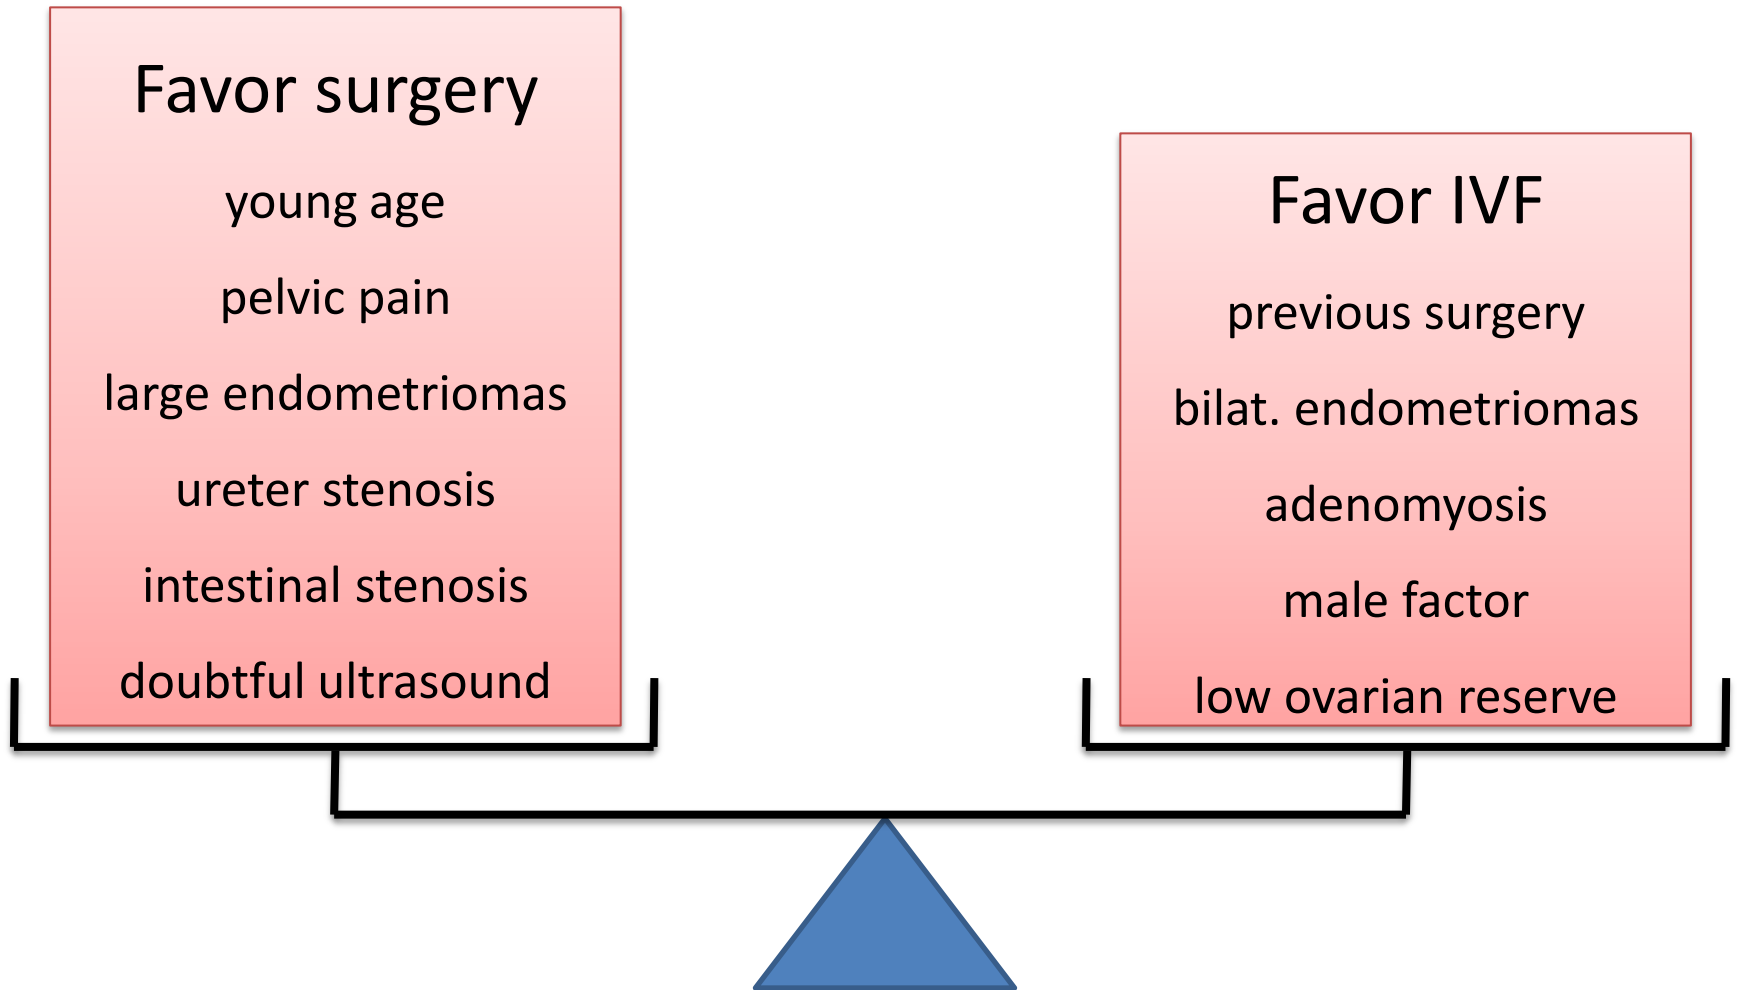 Favor surgery
young age
pelvic pain
large endometriomas
ureter stenosis
intestinal stenosis
doubtful ultrasound
Favor IVF
previous surgery
bilat. endometriomas
adenomyosis
male factor
low ovarian reserve